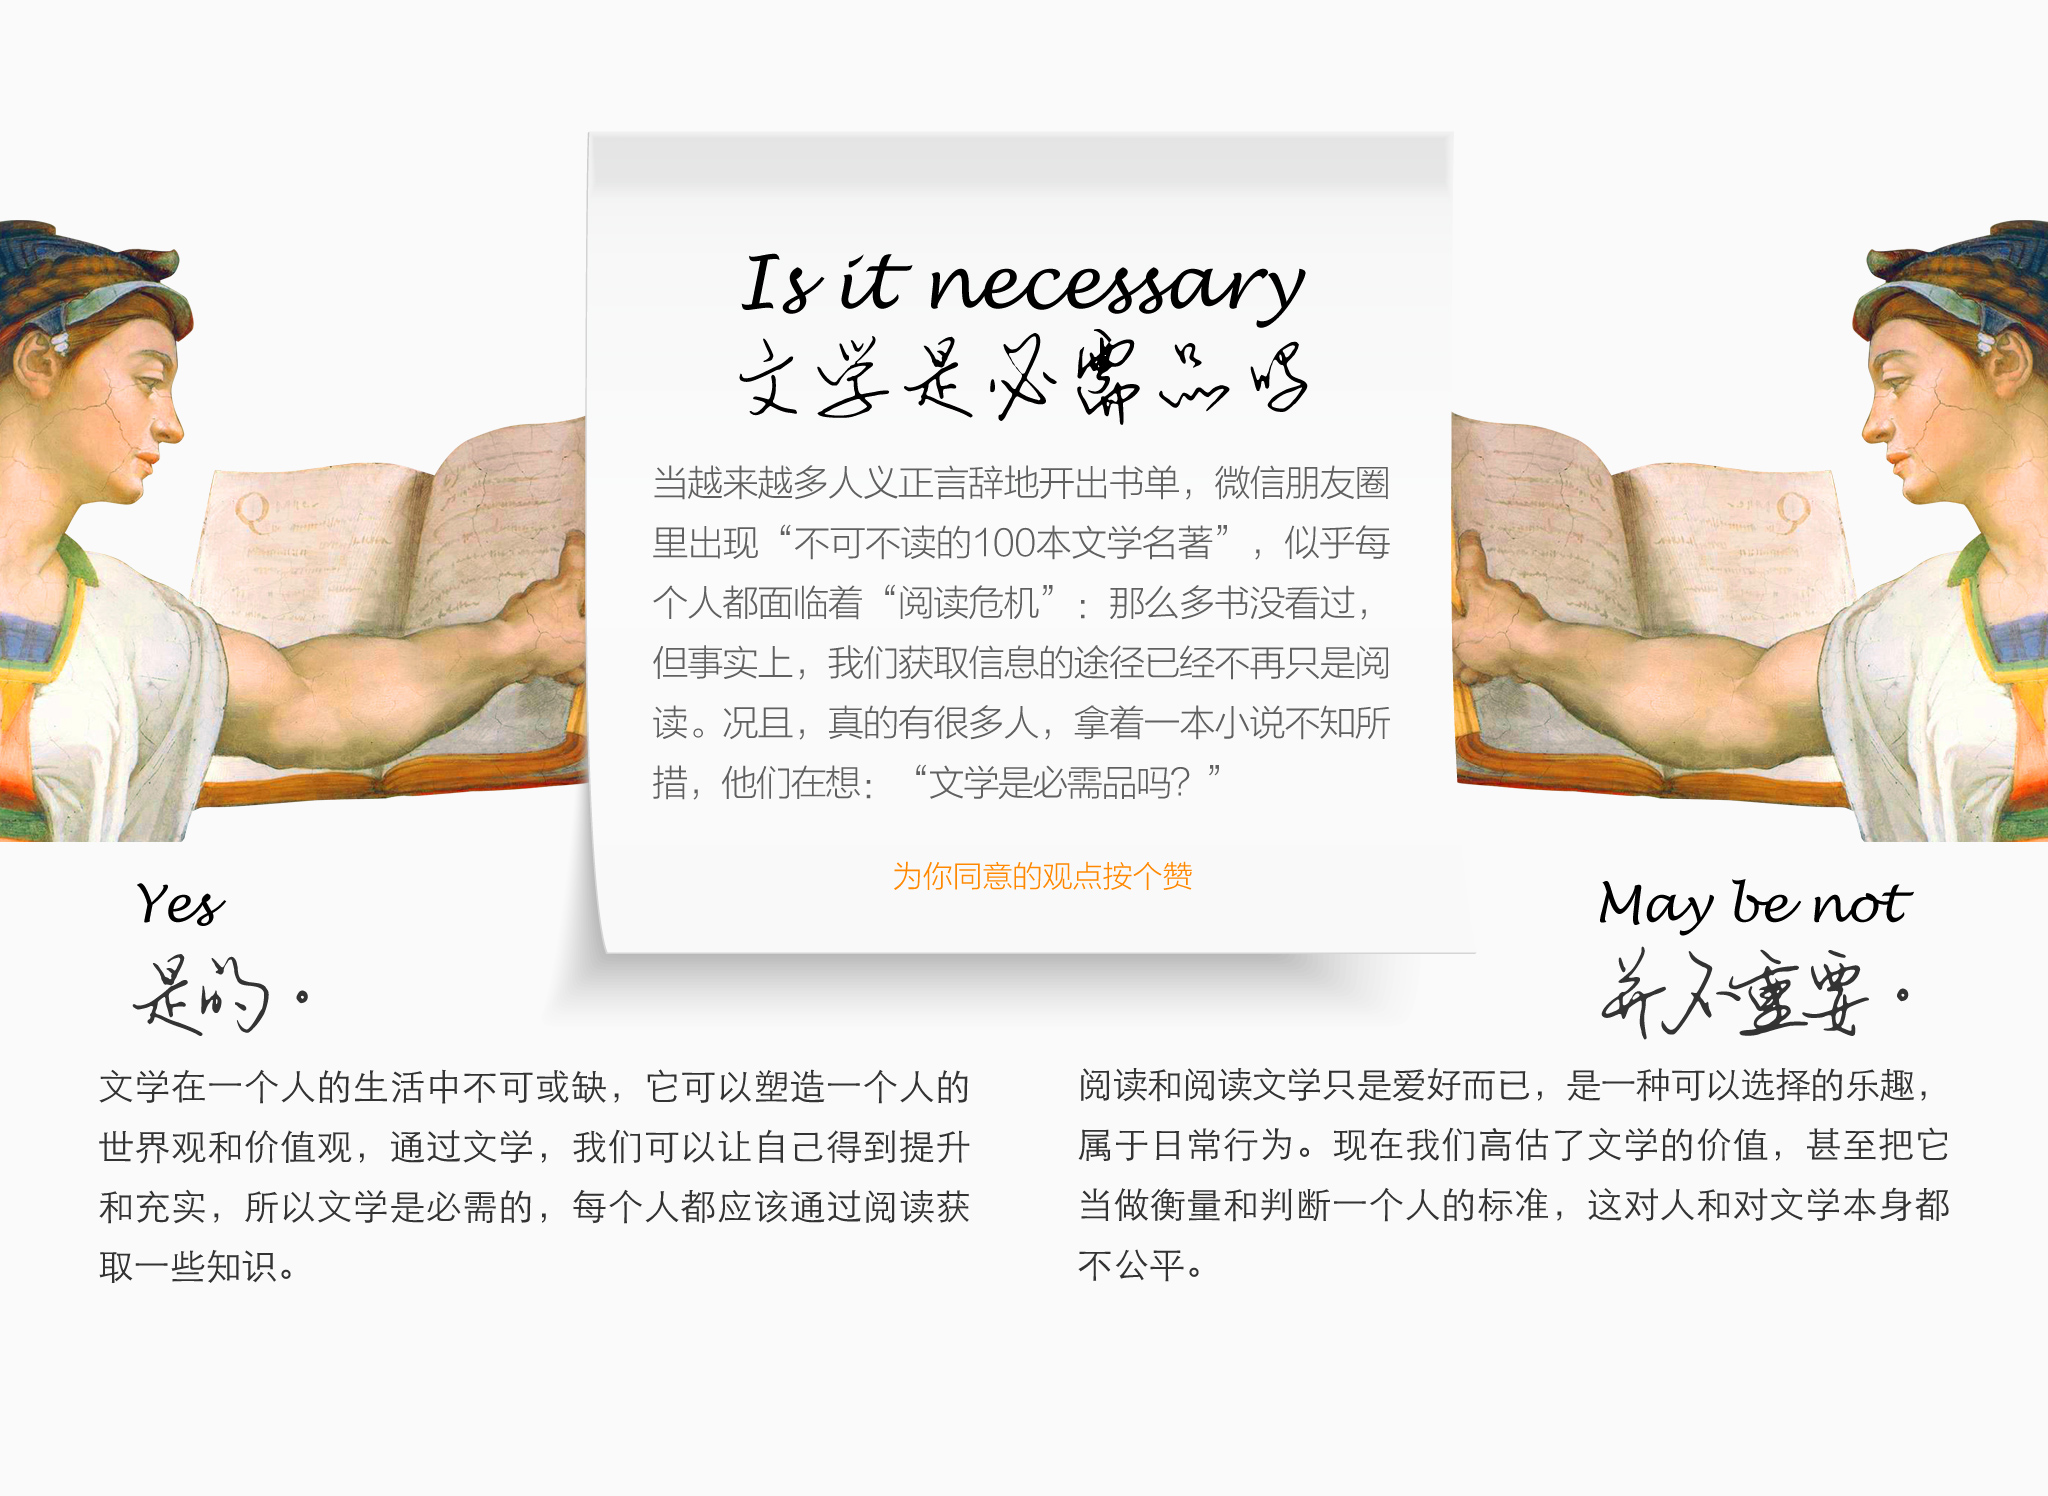 Is it necessary
文学是必需品吗
当越来越多人义正言辞地开出书单，微信朋友圈
里出现“不可不读的100本文学名著”，似乎每
个人都面临着“阅读危机”：那么多书没看过，
但事实上，我们获取信息的途径已经不再只是阅
读。况且，真的有很多人，拿着一本小说不知所
措，他们在想：“文学是必需品吗？”
为你同意的观点按个赞
Yes
是的。
文学在一个人的生活中不可或缺，它可以塑造一个人的
世界观和价值观，通过文学，我们可以让自己得到提升
和充实，所以文学是必需的，每个人都应该通过阅读获
取一些知识。
May be not
并不重要。
阅读和阅读文学只是爱好而已，是一种可以选择的乐趣，
属于日常行为。现在我们高估了文学的价值，甚至把它
当做衡量和判断一个人的标准，这对人和对文学本身都
不公平。